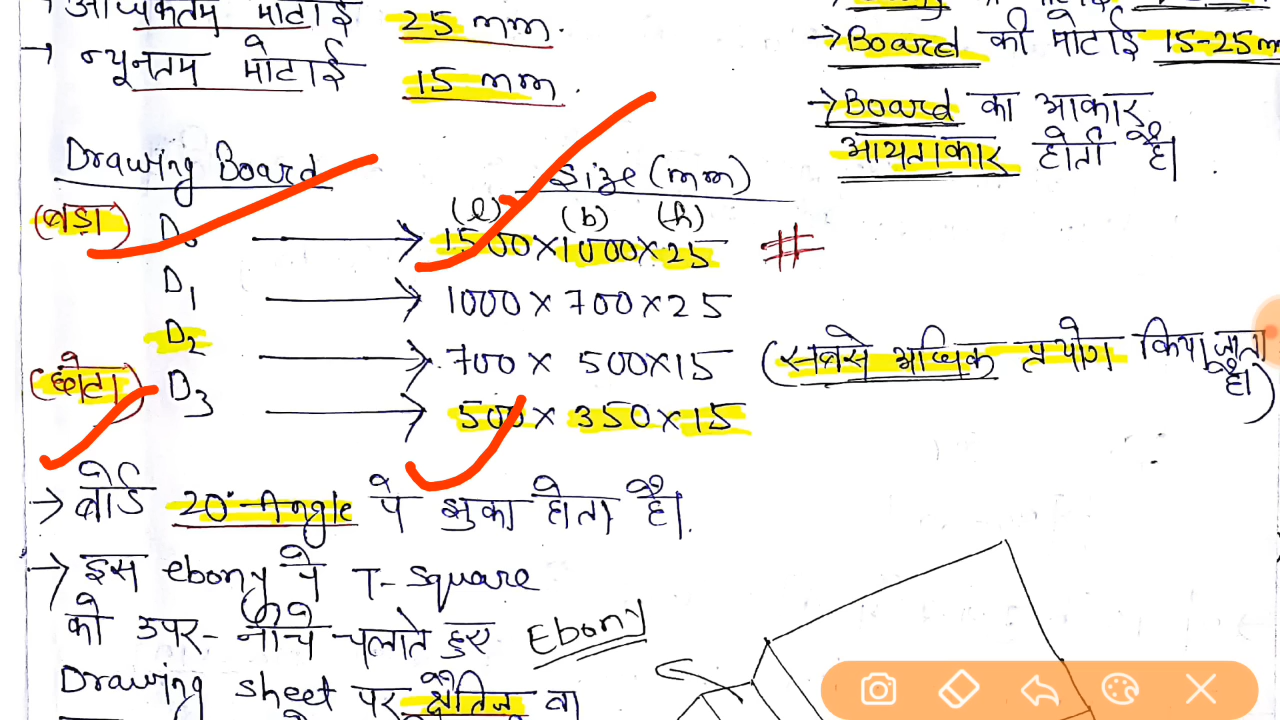 → अधिकतम मोटाई 25 mm.
→ न्यूनतम मोटाई 15 mm.
→ Board की मोटाई 15-25 m
→ Board का आकार
आयताकार होती है।
Drawing Board Size (mm)
(l) (b) (h)
(बड़ा) D₀ → 1500×1000×25 #
D₁ → 1000 × 700 × 25
D₂ → 700 × 500×15 (सबसे अधिक प्रयोग किया जाता है।)
(छोटा) D₃ → 500 × 350 × 15
→ बोर्ड 20° Angle पे झुका होता है।
→ इस ebony पे T-square
को उपर-नीचे चलाते हुए Ebony
Drawing sheet पर क्षैतिज वा